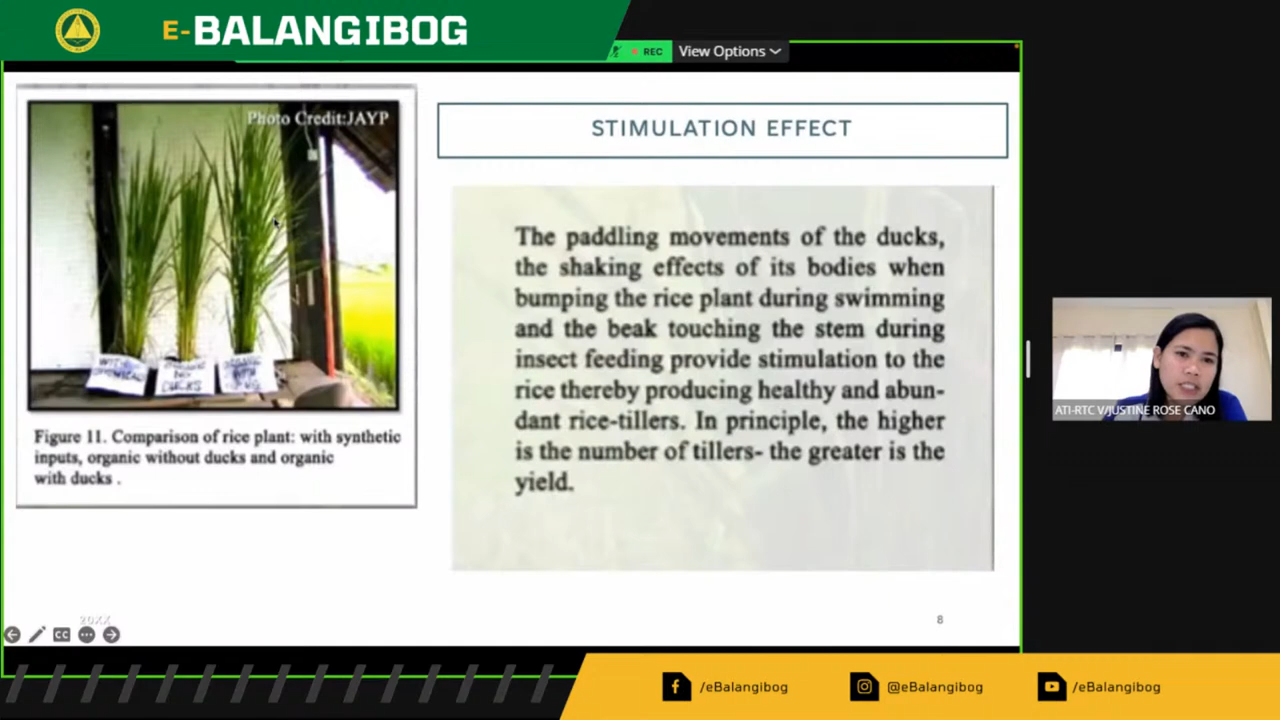 E-BALANGIBOG
REC View Options
Photo Credit:JAYP
DUCKS
Figure 11. Comparison of rice plant: with synthetic
inputs, organic without ducks and organic
with ducks .
STIMULATION EFFECT
The paddling movements of the ducks,
the shaking effects of its bodies when
bumping the rice plant during swimming
and the beak touching the stem during
insect feeding provide stimulation to the
rice thereby producing healthy and abun-
dant rice-tillers. In principle, the higher
is the number of tillers- the greater is the
yield.
ATI-RTC V/JUSTINE ROSE CANO
20XX
8
CC
/eBalangibog
@eBalangibog
/eBalangibog